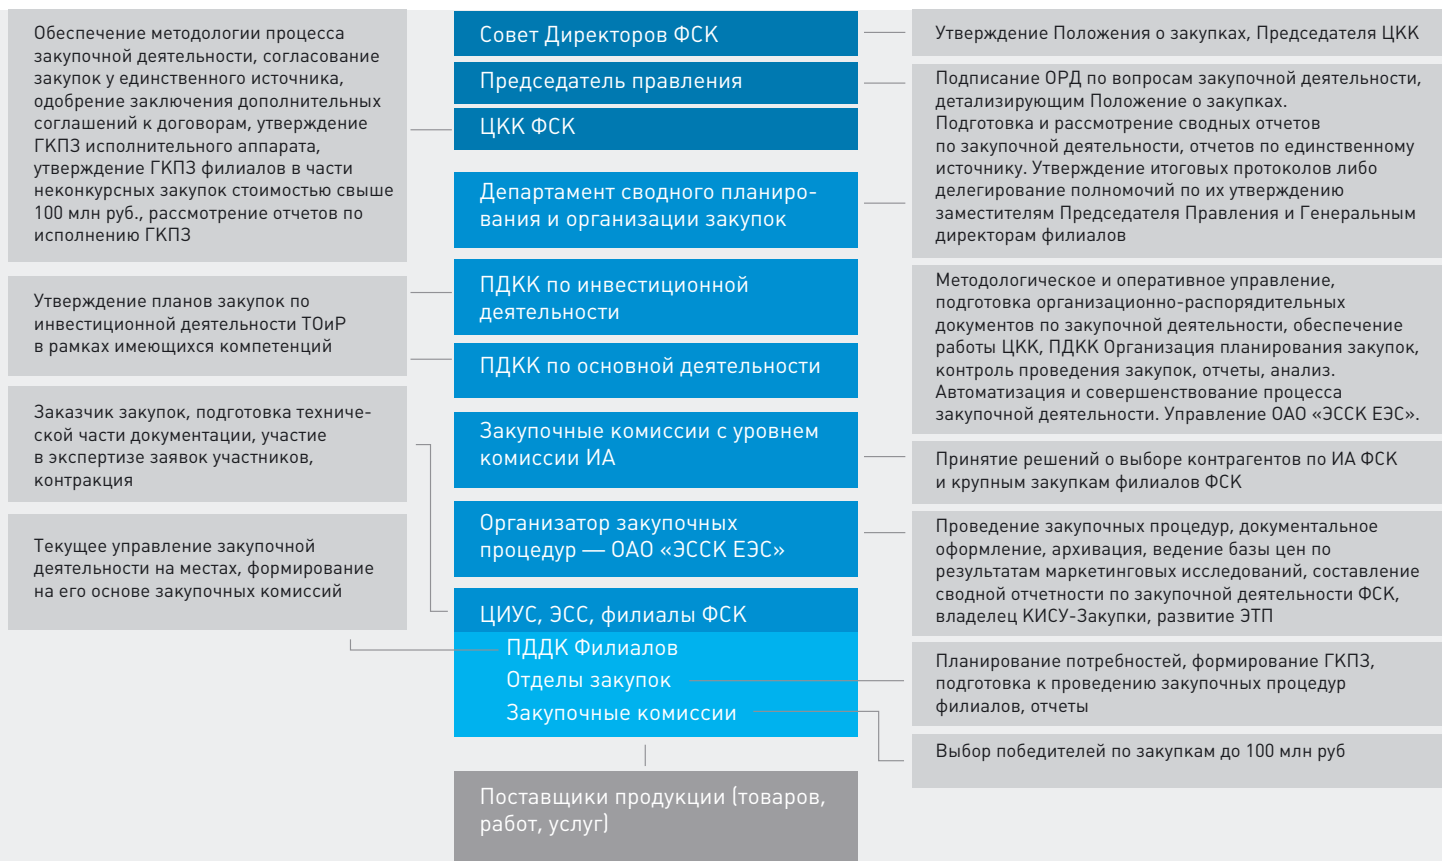 Обеспечение методологии процесса
закупочной деятельности, согласование
закупок у единственного источника,
одобрение заключения дополнительных
соглашений к договорам, утверждение
ГКПЗ исполнительного аппарата,
утверждение ГКПЗ филиалов в части
неконкурсных закупок стоимостью свыше
100 млн руб., рассмотрение отчетов по
исполнению ГКПЗ
Утверждение планов закупок по
инвестиционной деятельности ТОиР
в рамках имеющихся компетенций
Заказчик закупок, подготовка техниче-
ской части документации, участие
в экспертизе заявок участников,
контракция
Текущее управление закупочной
деятельности на местах, формирование
на его основе закупочных комиссий
Совет Директоров ФСК
Председатель правления
ЦКК ФСК
Департамент сводного планиро-
вания и организации закупок
ПДКК по инвестиционной
деятельности
ПДКК по основной деятельности
Закупочные комиссии с уровнем
комиссии ИА
Организатор закупочных
процедур — ОАО «ЭССК ЕЭС»
ЦИУС, ЭСС, филиалы ФСК
ПДДК Филиалов
Отделы закупок
Закупочные комиссии
Поставщики продукции (товаров,
работ, услуг)
Утверждение Положения о закупках, Председателя ЦКК
Подписание ОРД по вопросам закупочной деятельности,
детализирующим Положение о закупках.
Подготовка и рассмотрение сводных отчетов
по закупочной деятельности, отчетов по единственному
источнику. Утверждение итоговых протоколов либо
делегирование полномочий по их утверждению
заместителям Председателя Правления и Генеральным
директорам филиалов
Методологическое и оперативное управление,
подготовка организационно-распорядительных
документов по закупочной деятельности, обеспечение
работы ЦКК, ПДКК Организация планирования закупок,
контроль проведения закупок, отчеты, анализ.
Автоматизация и совершенствование процесса
закупочной деятельности. Управление ОАО «ЭССК ЕЭС».
Принятие решений о выборе контрагентов по ИА ФСК
и крупным закупкам филиалов ФСК
Проведение закупочных процедур, документальное
оформление, архивация, ведение базы цен по
результатам маркетинговых исследований, составление
сводной отчетности по закупочной деятельности ФСК,
владелец КИСУ-Закупки, развитие ЭТП
Планирование потребностей, формирование ГКПЗ,
подготовка к проведению закупочных процедур
филиалов, отчеты
Выбор победителей по закупкам до 100 млн руб